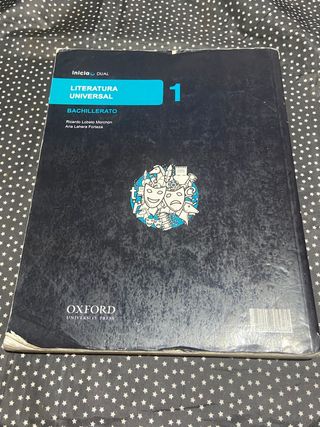 inicia DUAL
LITERATURA
UNIVERSAL
1
BACHILLERATO
Ricardo Lobato Morchón
Ana Lahera Forteza
OXFORD
UNIVERSITY PRESS